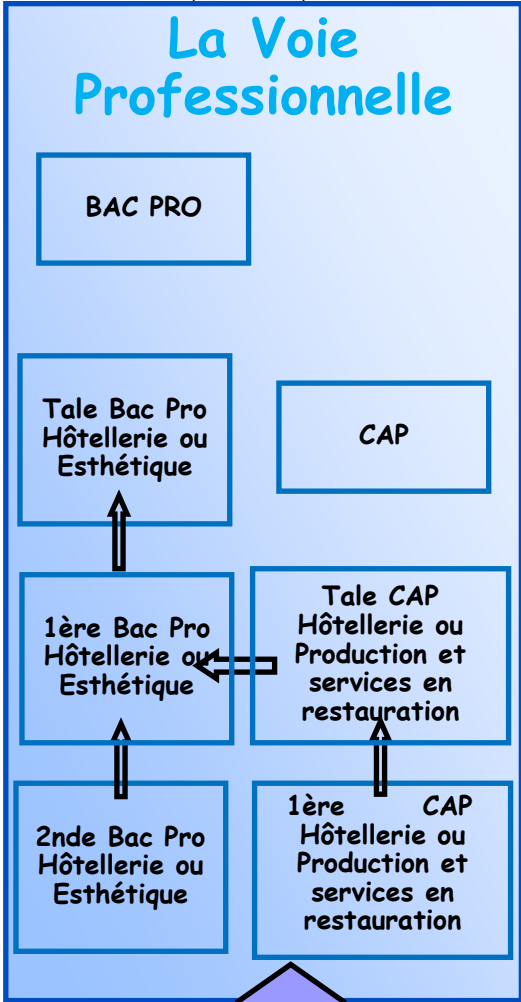 La Voie
Professionnelle
BAC PRO
Tale Bac Pro
Hôtellerie ou
Esthétique
CAP
1ère Bac Pro
Hôtellerie ou
Esthétique
Tale CAP
Hôtellerie ou
Production et
services en
restauration
2nde Bac Pro
Hôtellerie ou
Esthétique
1ère CAP
Hôtellerie ou
Production et
services en
restauration